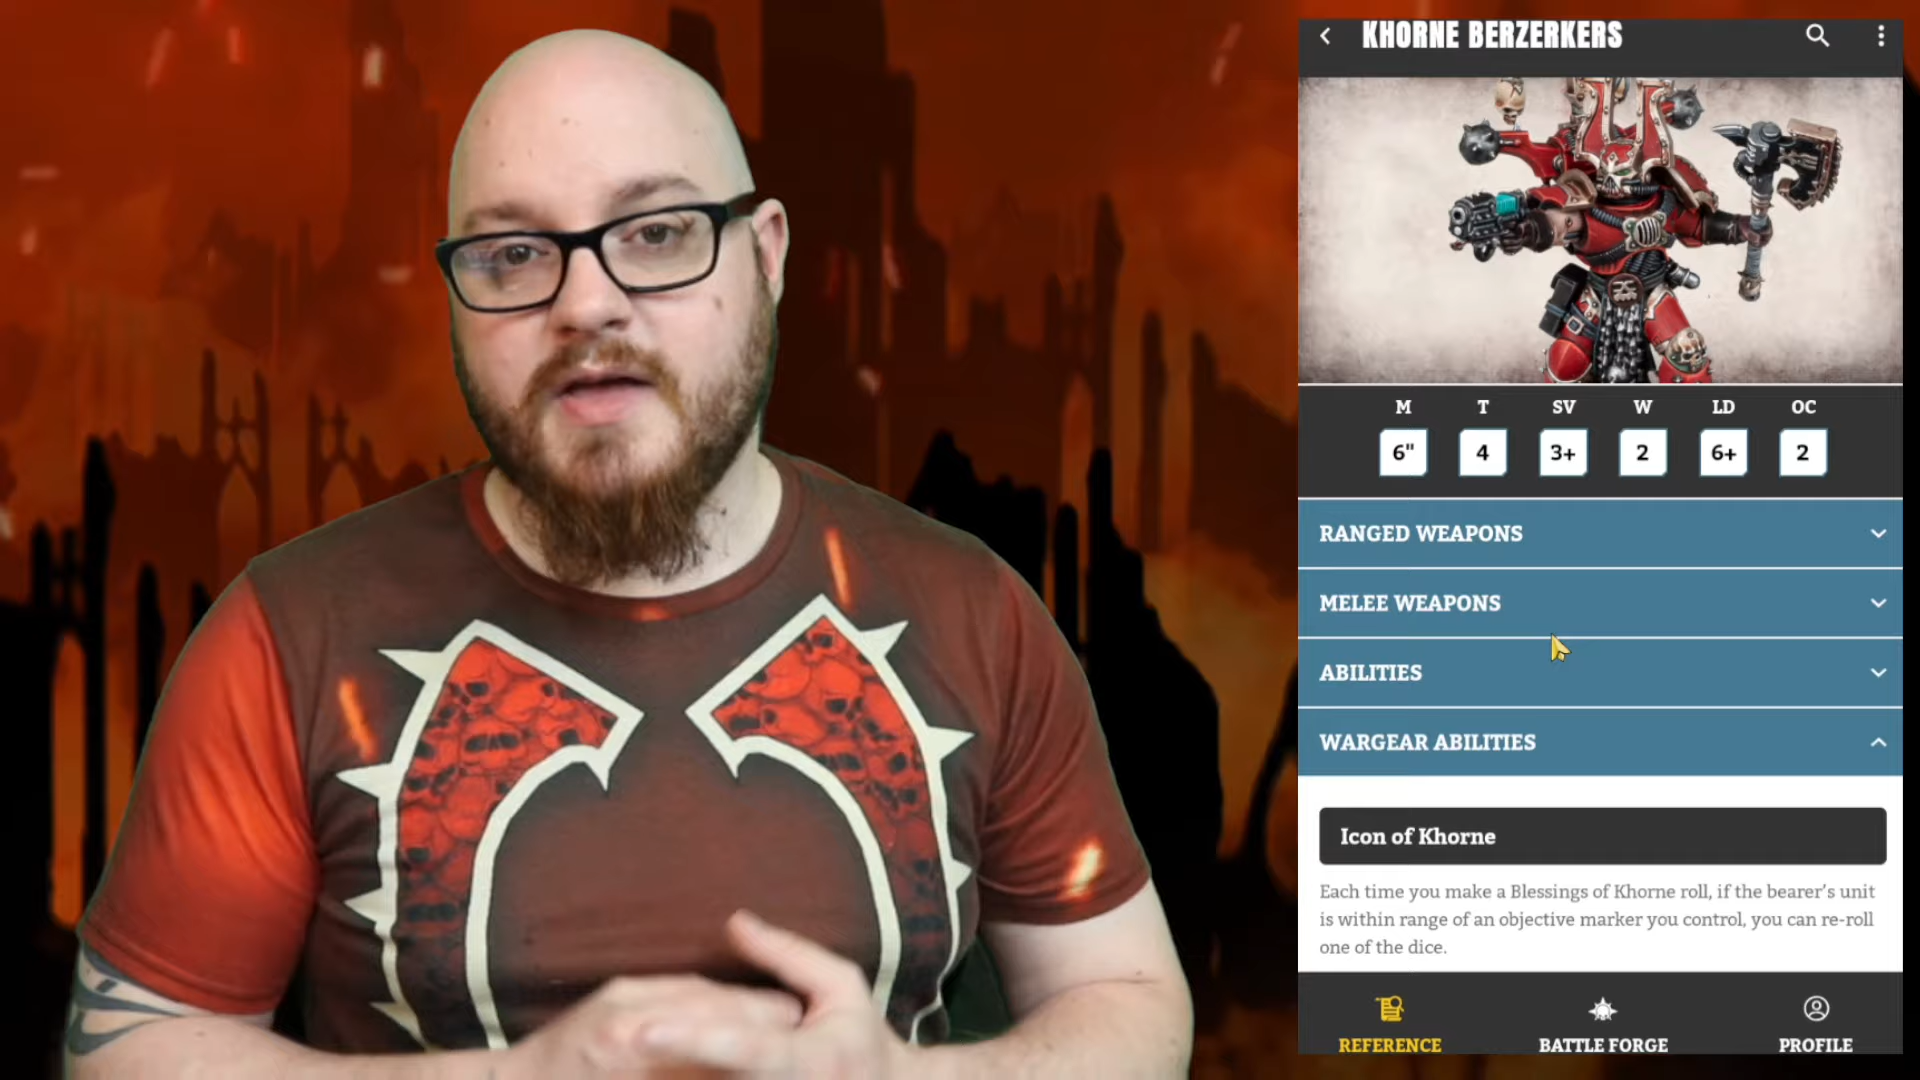 KHORNE BERZERKERS
M T SV W LD OC
6" 4 3+ 2 6+ 2
RANGED WEAPONS
MELEE WEAPONS
ABILITIES
WARGEAR ABILITIES
Icon of Khorne
Each time you make a Blessings of Khorne roll, if the bearer's unit
is within range of an objective marker you control, you can re-roll
one of the dice.
REFERENCE BATTLE FORGE PROFILE